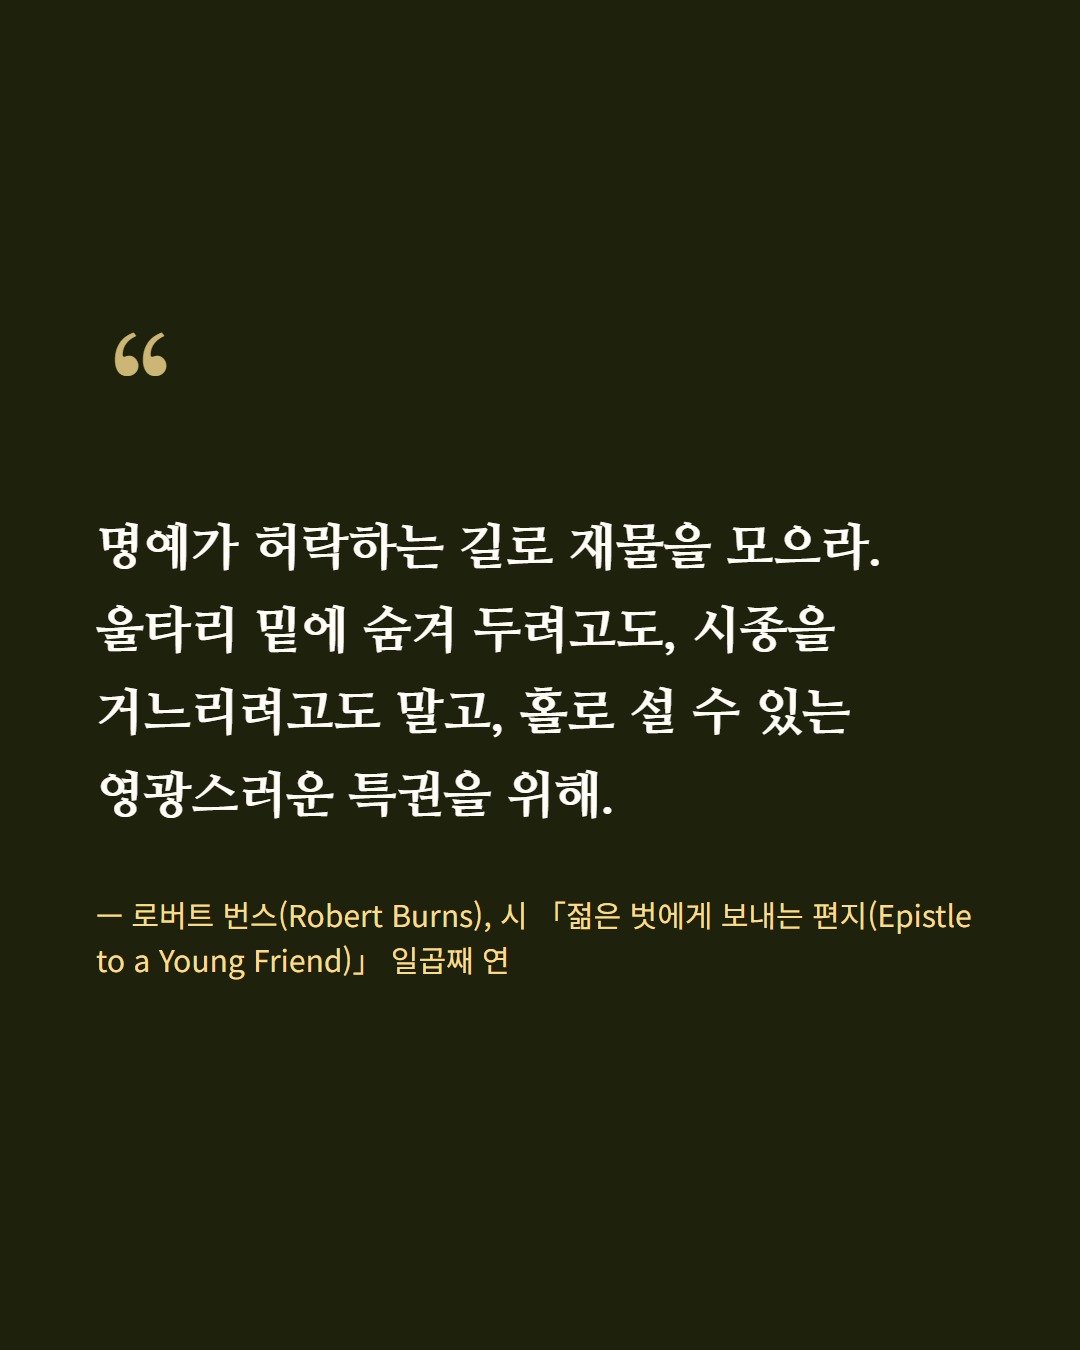 “
명예가 허락하는 길로 재물을 모으라.
울타리 밑에 숨겨 두려고도, 시종을
거느리려고도 말고, 홀로 설 수 있는
영광스러운 특권을 위해.
— 로버트 번스(Robert Burns), 시 「젊은 벗에게 보내는 편지(Epistle
to a Young Friend)」 일곱째 연